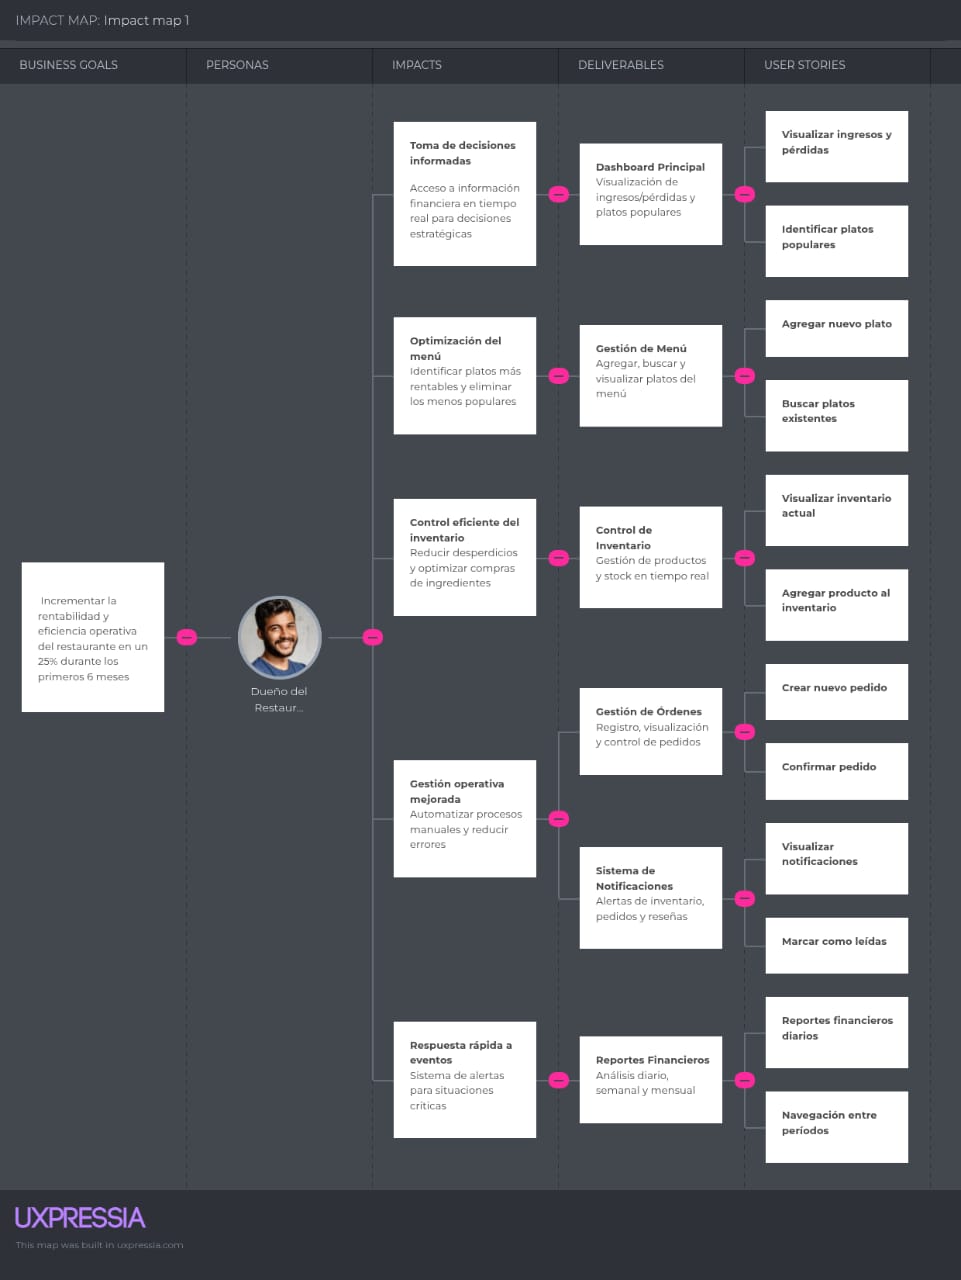 IMPACT MAP: Impact map 1
BUSINESS GOALS
PERSONAS
IMPACTS
DELIVERABLES
USER STORIES
Incrementar la
rentabilidad y
eficiencia operativa
del restaurante en un
25% durante los
primeros 6 meses
Dueño del
Restaur...
Toma de decisiones
informadas
Acceso a información
financiera en tiempo
real para decisiones
estratégicas
Dashboard Principal
Visualización de
ingresos/pérdidas y
platos populares
Visualizar ingresos y
pérdidas
Identificar platos
populares
Optimización del
menú
Identificar platos más
rentables y eliminar
los menos populares
Gestión de Menú
Agregar, buscar y
visualizar platos del
menú
Agregar nuevo plato
Buscar platos
existentes
Control eficiente del
inventario
Reducir desperdicios
y optimizar compras
de ingredientes
Control de
Inventario
Gestión de productos
y stock en tiempo real
Visualizar inventario
actual
Agregar producto al
inventario
Gestión operativa
mejorada
Automatizar procesos
manuales y reducir
errores
Gestión de Órdenes
Registro, visualización
y control de pedidos
Crear nuevo pedido
Confirmar pedido
Sistema de
Notificaciones
Alertas de inventario,
pedidos y reseñas
Visualizar
notificaciones
Marcar como leídas
Respuesta rápida a
eventos
Sistema de alertas
para situaciones
críticas
Reportes Financieros
Análisis diario,
semanal y mensual
Reportes financieros
diarios
Navegación entre
períodos
UXPRESSIA
This map was built in uxpressia.com